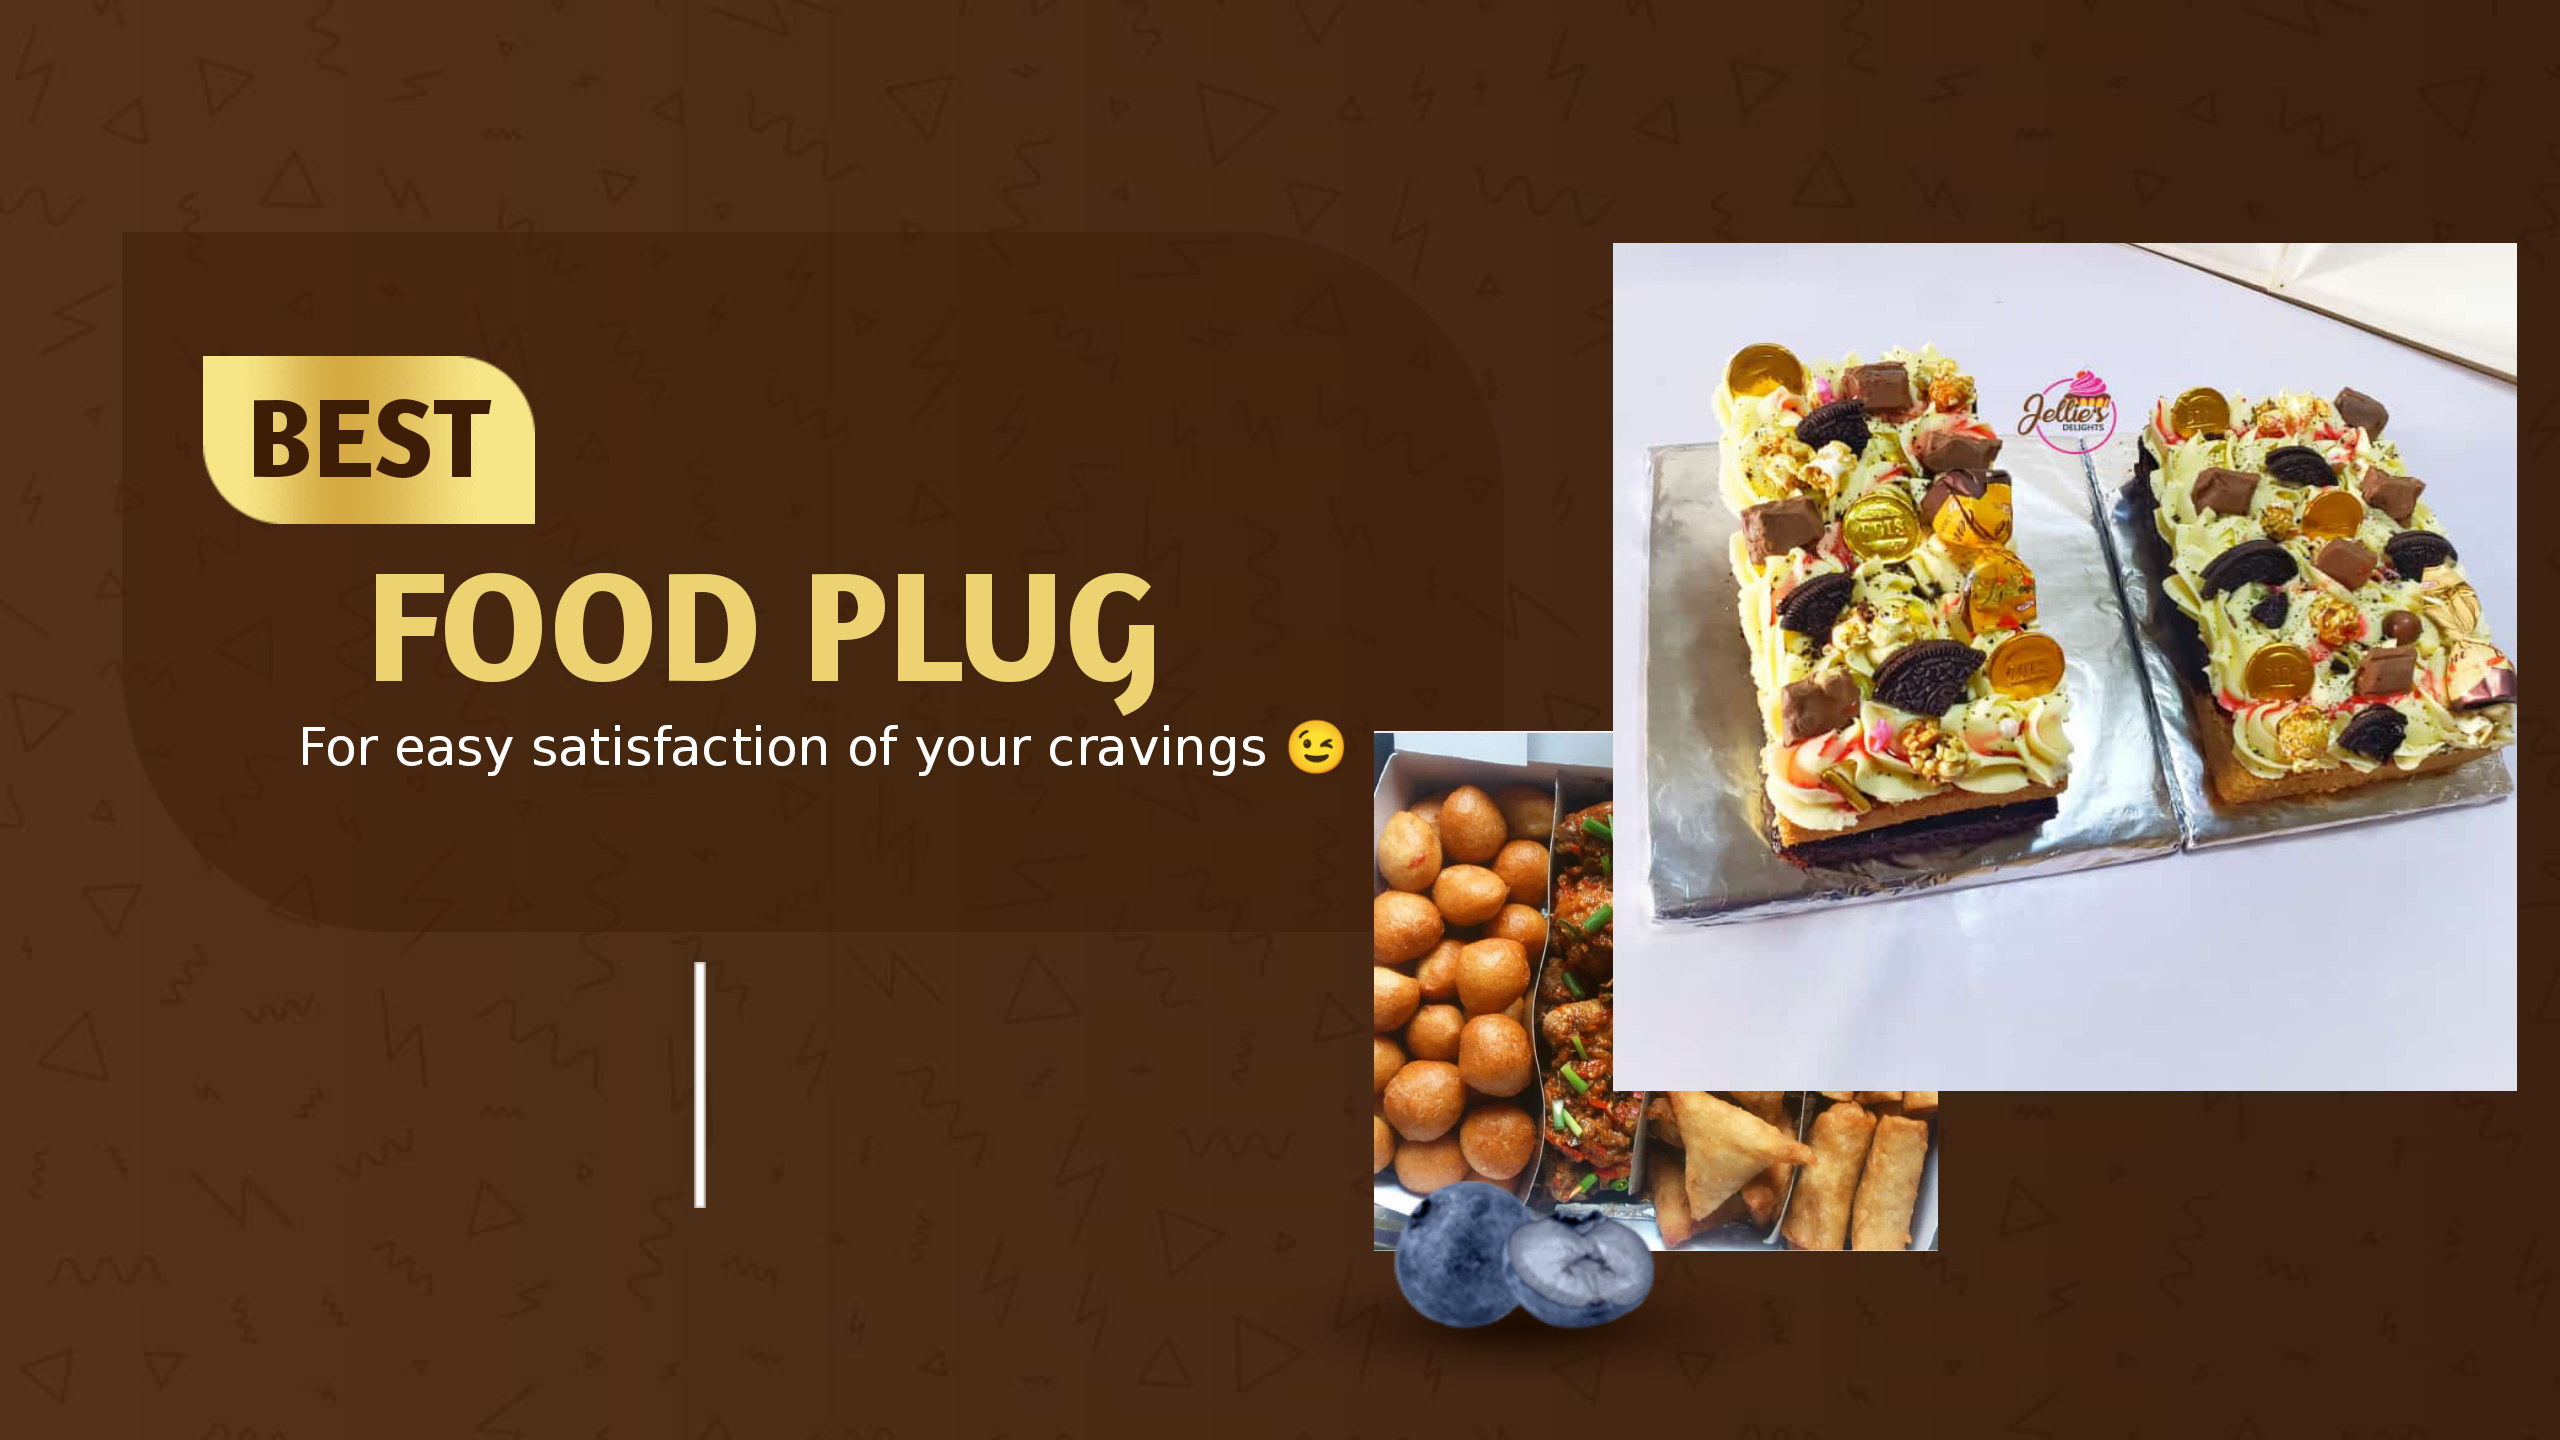 BEST
FOOD PLUG
For easy satisfaction of your cravings 😉
Jellie's
DELIGHTS